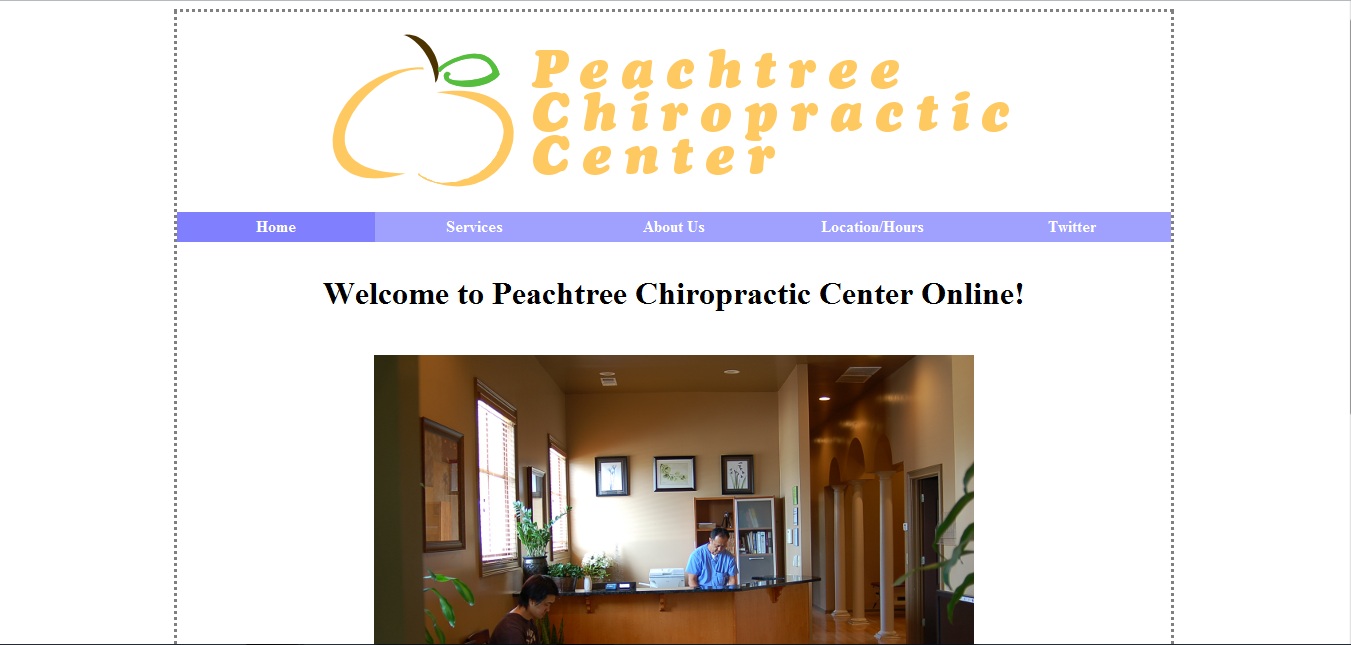 Peachtree
Chiropractic
Center
Home Services About Us Location/Hours Twitter
Welcome to Peachtree Chiropractic Center Online!